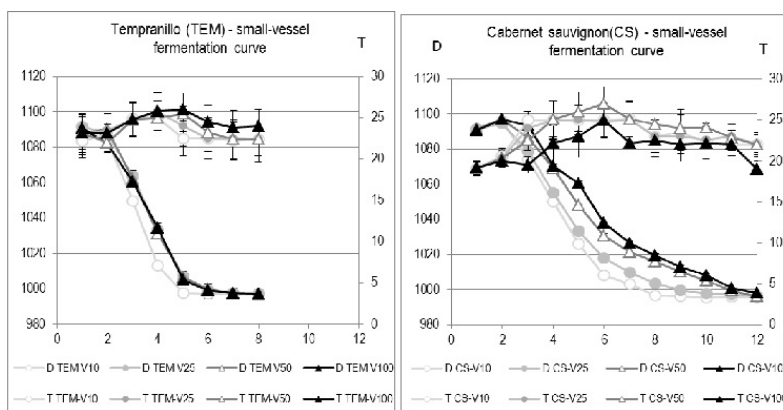 Tempranillo (TEM) - small-vessel
fermentation curve
T
1120
1100
1080
1060
1040
1020
1000
980
30
25
20
15
10
5
0
0 2 4 6 8 10 12
D TEM V10 D TEM V25 D TEM V50 D TEM V100
T TEM-V10 T TEM-V25 T TEM-V50 T TEM-V100
D
Cabernet sauvignon(CS) - small-vessel
fermentation curve
T
1120
1100
1080
1060
1040
1020
1000
980
30
25
20
15
10
5
0
0 2 4 6 8 10 12
D CS-V10 D CS-V25 D CS-V50 D CS-V10
T CS-V10 T CS-V25 T CS-V50 T CS-V100